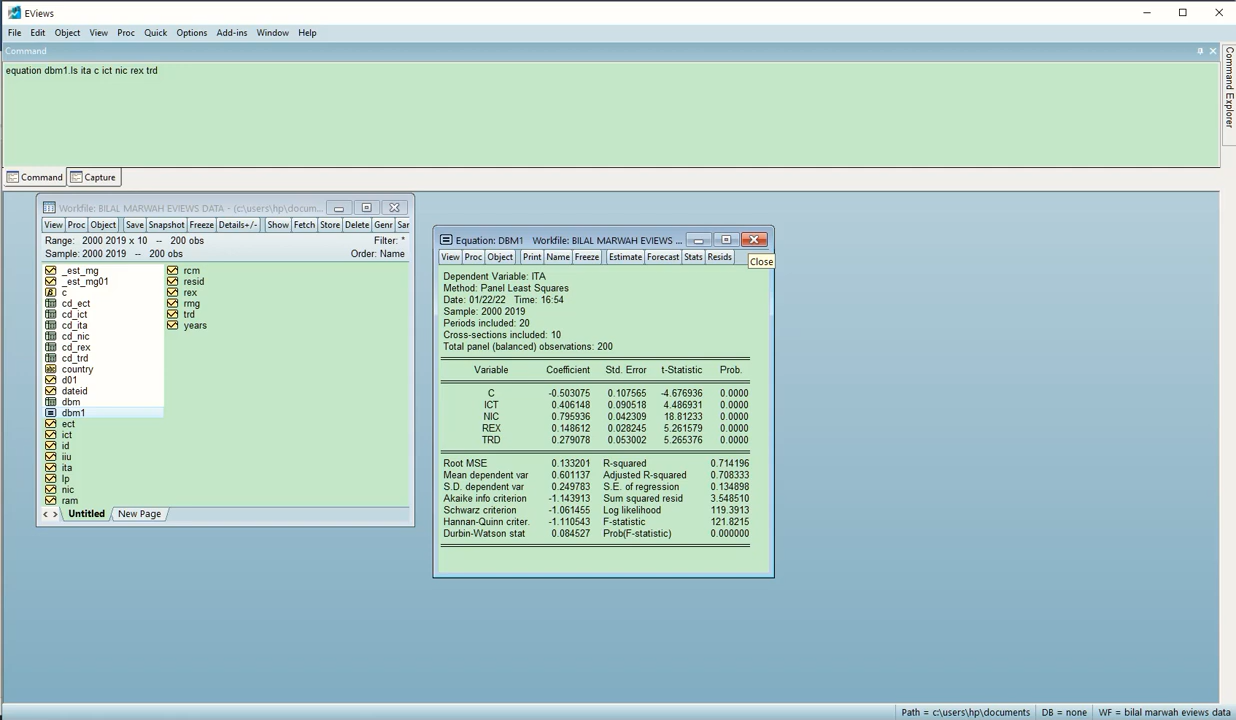 EViews
File Edit Object View Proc Quick Options Add-ins Window Help
Command
equation dbm1.ls ita c ict nic rex trd
Command Explorer
Command Capture
Workfile: BILAL MARWAH EVIEWS DATA - (c:\users\hp\docum...
View Proc Object Save Snapshot Freeze Details+/- Show Fetch Store Delete Genr Sar
Range: 2000 2019 x 10 -- 200 obs Filter: *
Sample: 2000 2019 -- 200 obs Order: Name
_est_mg
_est_mg01
c
cd_ect
cd_ict
cd_ita
cd_nic
cd_rex
cd_trd
country
d01
dateid
dbm
dbm1
ect
ict
id
iiu
ita
lp
nic
ram
rcm
resid
rex
rmg
trd
years
< > Untitled New Page
Equation: DBM1 Workfile: BILAL MARWAH EVIEWS ...
View Proc Object Print Name Freeze Estimate Forecast Stats Resids
Close
Dependent Variable: ITA
Method: Panel Least Squares
Date: 01/22/22 Time: 16:54
Sample: 2000 2019
Periods included: 20
Cross-sections included: 10
Total panel (balanced) observations: 200
Variable Coefficient Std. Error t-Statistic Prob.
C -0.503075 0.107565 -4.676936 0.0000
ICT 0.406148 0.090518 4.486931 0.0000
NIC 0.795936 0.042309 18.81233 0.0000
REX 0.148612 0.028245 5.261579 0.0000
TRD 0.279078 0.053002 5.265376 0.0000
Root MSE 0.133201 R-squared 0.714196
Mean dependent var 0.601137 Adjusted R-squared 0.708333
S.D. dependent var 0.249783 S.E. of regression 0.134898
Akaike info criterion -1.143913 Sum squared resid 3.548510
Schwarz criterion -1.061455 Log likelihood 119.3913
Hannan-Quinn criter. -1.110543 F-statistic 121.8215
Durbin-Watson stat 0.084527 Prob(F-statistic) 0.000000
Path = c:\users\hp\documents DB = none WF = bilal marwah eviews data